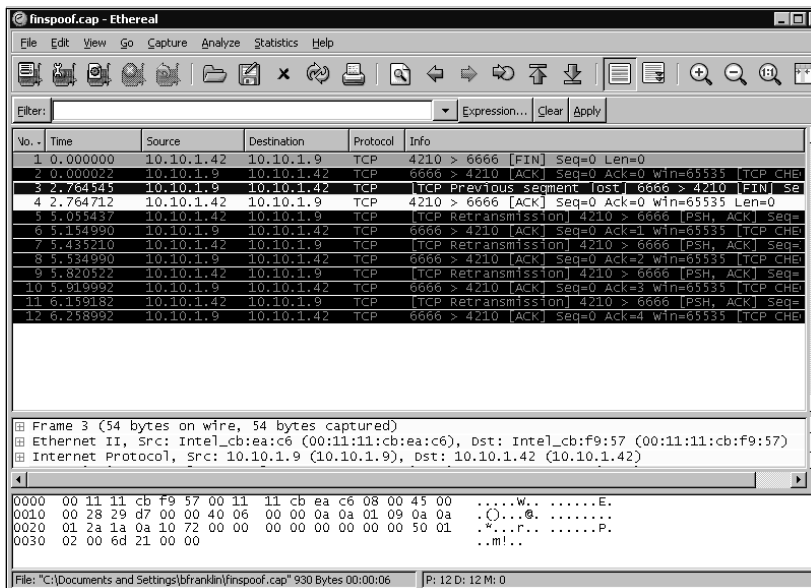 finspoof.cap - Ethereal
File Edit View Go Capture Analyze Statistics Help
Filter: Expression... Clear Apply
No. . Time Source Destination Protocol Info
1 0.000000 10.10.1.42 10.10.1.9 TCP 4210 > 6666 [FIN] Seq=0 Len=0
2 0.000022 10.10.1.9 10.10.1.42 TCP 6666 > 4210 [ACK] Seq=0 Ack=0 Win=65535 [TCP CHE
3 2.764545 10.10.1.9 10.10.1.42 TCP [TCP Previous segment lost] 6666 > 4210 [FIN] Se
4 2.764712 10.10.1.42 10.10.1.9 TCP 4210 > 6666 [ACK] Seq=0 Ack=0 Win=65535 Len=0
5 5.055437 10.10.1.42 10.10.1.9 TCP [TCP Retransmission] 4210 > 6666 [PSH, ACK] Seq=
6 5.154990 10.10.1.9 10.10.1.42 TCP 6666 > 4210 [ACK] Seq=0 Ack=1 Win=65535 [TCP CHE
7 5.435210 10.10.1.42 10.10.1.9 TCP [TCP Retransmission] 4210 > 6666 [PSH, ACK] Seq=
8 5.534990 10.10.1.9 10.10.1.42 TCP 6666 > 4210 [ACK] Seq=0 Ack=2 Win=65535 [TCP CHE
9 5.820522 10.10.1.42 10.10.1.9 TCP [TCP Retransmission] 4210 > 6666 [PSH, ACK] Seq=
10 5.919992 10.10.1.9 10.10.1.42 TCP 6666 > 4210 [ACK] Seq=0 Ack=3 Win=65535 [TCP CHE
11 6.159182 10.10.1.42 10.10.1.9 TCP [TCP Retransmission] 4210 > 6666 [PSH, ACK] Seq=
12 6.258992 10.10.1.9 10.10.1.42 TCP 6666 > 4210 [ACK] Seq=0 Ack=4 Win=65535 [TCP CHE
Frame 3 (54 bytes on wire, 54 bytes captured)
Ethernet II, Src: Intel_cb:ea:c6 (00:11:11:cb:ea:c6), Dst: Intel_cb:f9:57 (00:11:11:cb:f9:57)
Internet Protocol, Src: 10.10.1.9 (10.10.1.9), Dst: 10.10.1.42 (10.10.1.42)
0000 00 11 11 cb f9 57 00 11 11 cb ea c6 08 00 45 00 .....W.. ......E.
0010 00 28 29 d7 00 00 40 06 00 00 0a 0a 01 09 0a 0a .()...@. ........
0020 01 2a 1a 0a 10 72 00 00 00 00 00 00 00 00 50 01 .*...r.. ......P.
0030 02 00 6d 21 00 00 ..m!..
File: "C:\Documents and Settings\bfranklin\finspoof.cap" 930 Bytes 00:00:06 P: 12 D: 12 M: 0